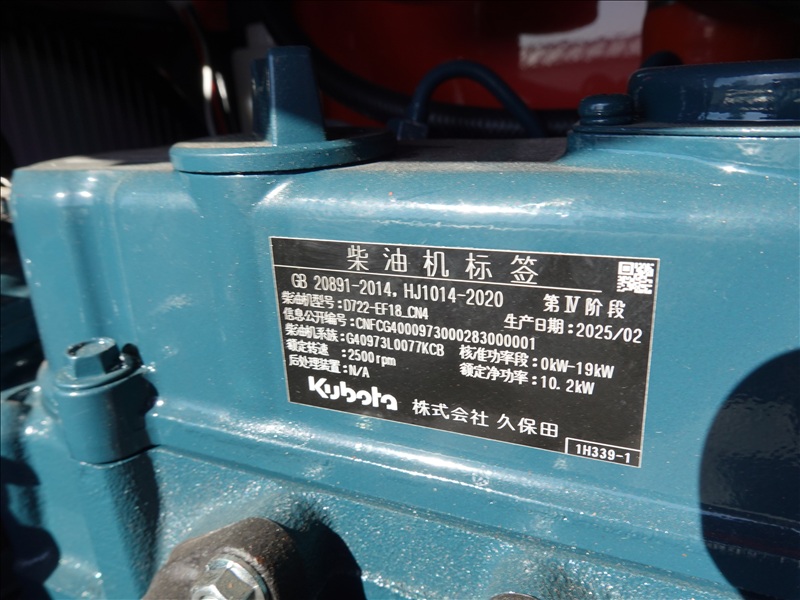 柴油机标签
GB 20891-2014, HJ1014-2020 第Ⅳ阶段
柴油机型号:D722-EF18_CN4 生产日期:2025/02
信息公开编号:CNFCG4000973000283000001
柴油机系族:G40973L0077KCB 核准功率段:0kW-19kW
额定转速:2500rpm 额定净功率:10.2kW
后处理装置:N/A
Kubota 株式会社 久保田
1H339-1